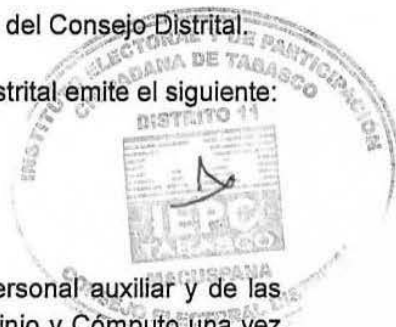 del Consejo Distrital.
INSTITUTO ELECTORAL Y DE PARTICIPACIÓN
CIUDADANA DE TABASCO
strital emite el siguiente:
DISTRITO 11
IEPC
TABASCO
MACUSPANA
CONSEJO ELECTORAL
ersonal auxiliar y de las
inio y Cómputo una vez